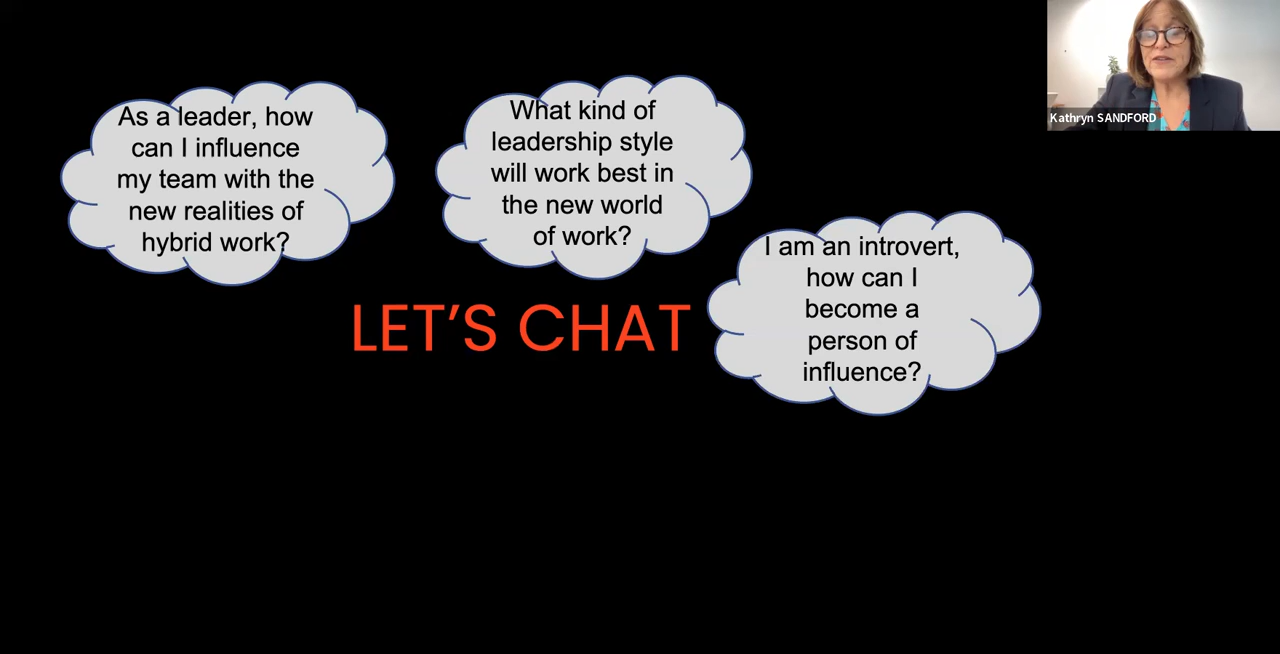 As a leader, how
can I influence
my team with the
new realities of
hybrid work?
What kind of
leadership style
will work best in
the new world
of work?
I am an introvert,
how can I
become a
person of
influence?
LET'S CHAT
Kathryn SANDFORD